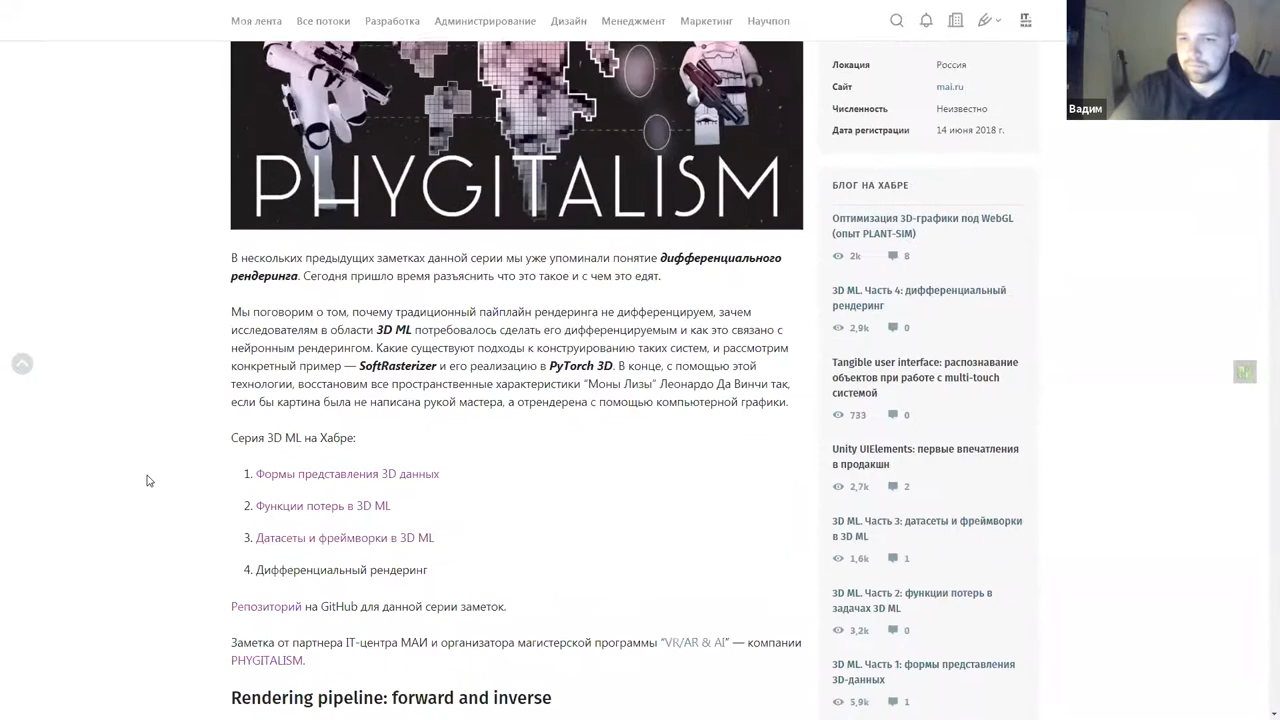 Моя лента Все потоки Разработка Администрирование Дизайн Менеджмент Маркетинг Научпоп
PHYGITALISM
В нескольких предыдущих заметках данной серии мы уже упоминали понятие дифференциального
рендеринга. Сегодня пришло время разъяснить что это такое и с чем это едят.
Мы поговорим о том, почему традиционный пайплайн рендеринга не дифференцируем, зачем
исследователям в области 3D ML потребовалось сделать его дифференцируемым и как это связано с
нейронным рендерингом. Какие существуют подходы к конструированию таких систем, и рассмотрим
конкретный пример — SoftRasterizer и его реализацию в PyTorch 3D. В конце, с помощью этой
технологии, восстановим все пространственные характеристики “Моны Лизы” Леонардо Да Винчи так,
если бы картина была не написана рукой мастера, а отрендерена с помощью компьютерной графики.
Серия 3D ML на Хабре:
1. Формы представления 3D данных
2. Функции потерь в 3D ML
3. Датасеты и фреймворки в 3D ML
4. Дифференциальный рендеринг
Репозиторий на GitHub для данной серии заметок.
Заметка от партнера IT-центра МАИ и организатора магистерской программы “VR/AR & AI” — компании
PHYGITALISM.
Rendering pipeline: forward and inverse
Локация Россия
Сайт mai.ru
Численность Неизвестно
Дата регистрации 14 июня 2018 г.
БЛОГ НА ХАБРЕ
Оптимизация 3D-графики под WebGL
(опыт PLANT-SIM)
2k 8
3D ML. Часть 4: дифференциальный
рендеринг
2,9k 0
Tangible user interface: распознавание
объектов при работе с multi-touch
системой
733 0
Unity UIElements: первые впечатления
в продакшн
2,7k 2
3D ML. Часть 3: датасеты и фреймворки
в 3D ML
1,6k 1
3D ML. Часть 2: функции потерь в
задачах 3D ML
3,2k 0
3D ML. Часть 1: формы представления
3D-данных
5,9k 1
Вадим